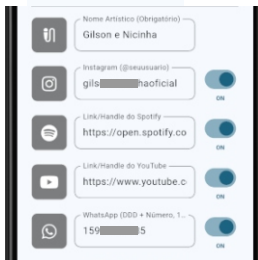 Nome Artístico (Obrigatório)
Gilson e Nicinha
Instagram (@seuusuario)
gils haoficial
ON
Link/Handle do Spotify
https://open.spotify.co
ON
Link/Handle do YouTube
https://www.youtube.c
ON
WhatsApp (DDD + Número, 1...
159 5
ON